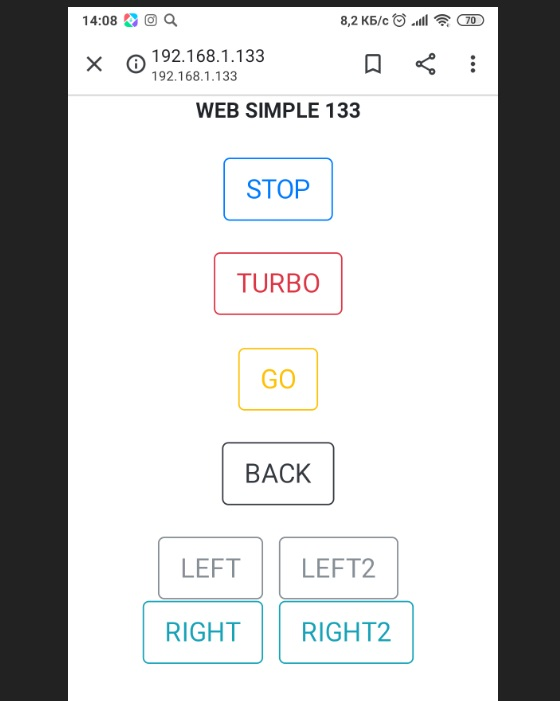 14:08 8,2 КБ/с 70
192.168.1.133
192.168.1.133
WEB SIMPLE 133
STOP
TURBO
GO
BACK
LEFT LEFT2
RIGHT RIGHT2